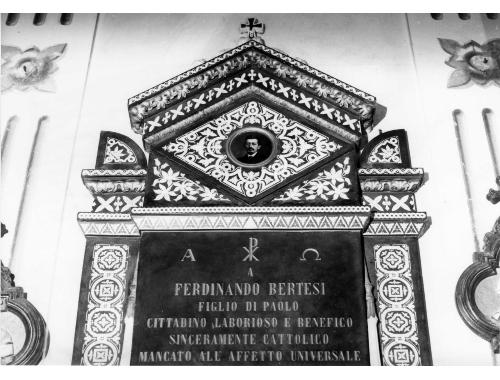 Α ☧ Ω
A
FERDINANDO BERTESI
FIGLIO DI PAOLO
CITTADINO LABORIOSO E BENEFICO
SINCERAMENTE CATTOLICO
MANCATO ALL'AFFETTO UNIVERSALE